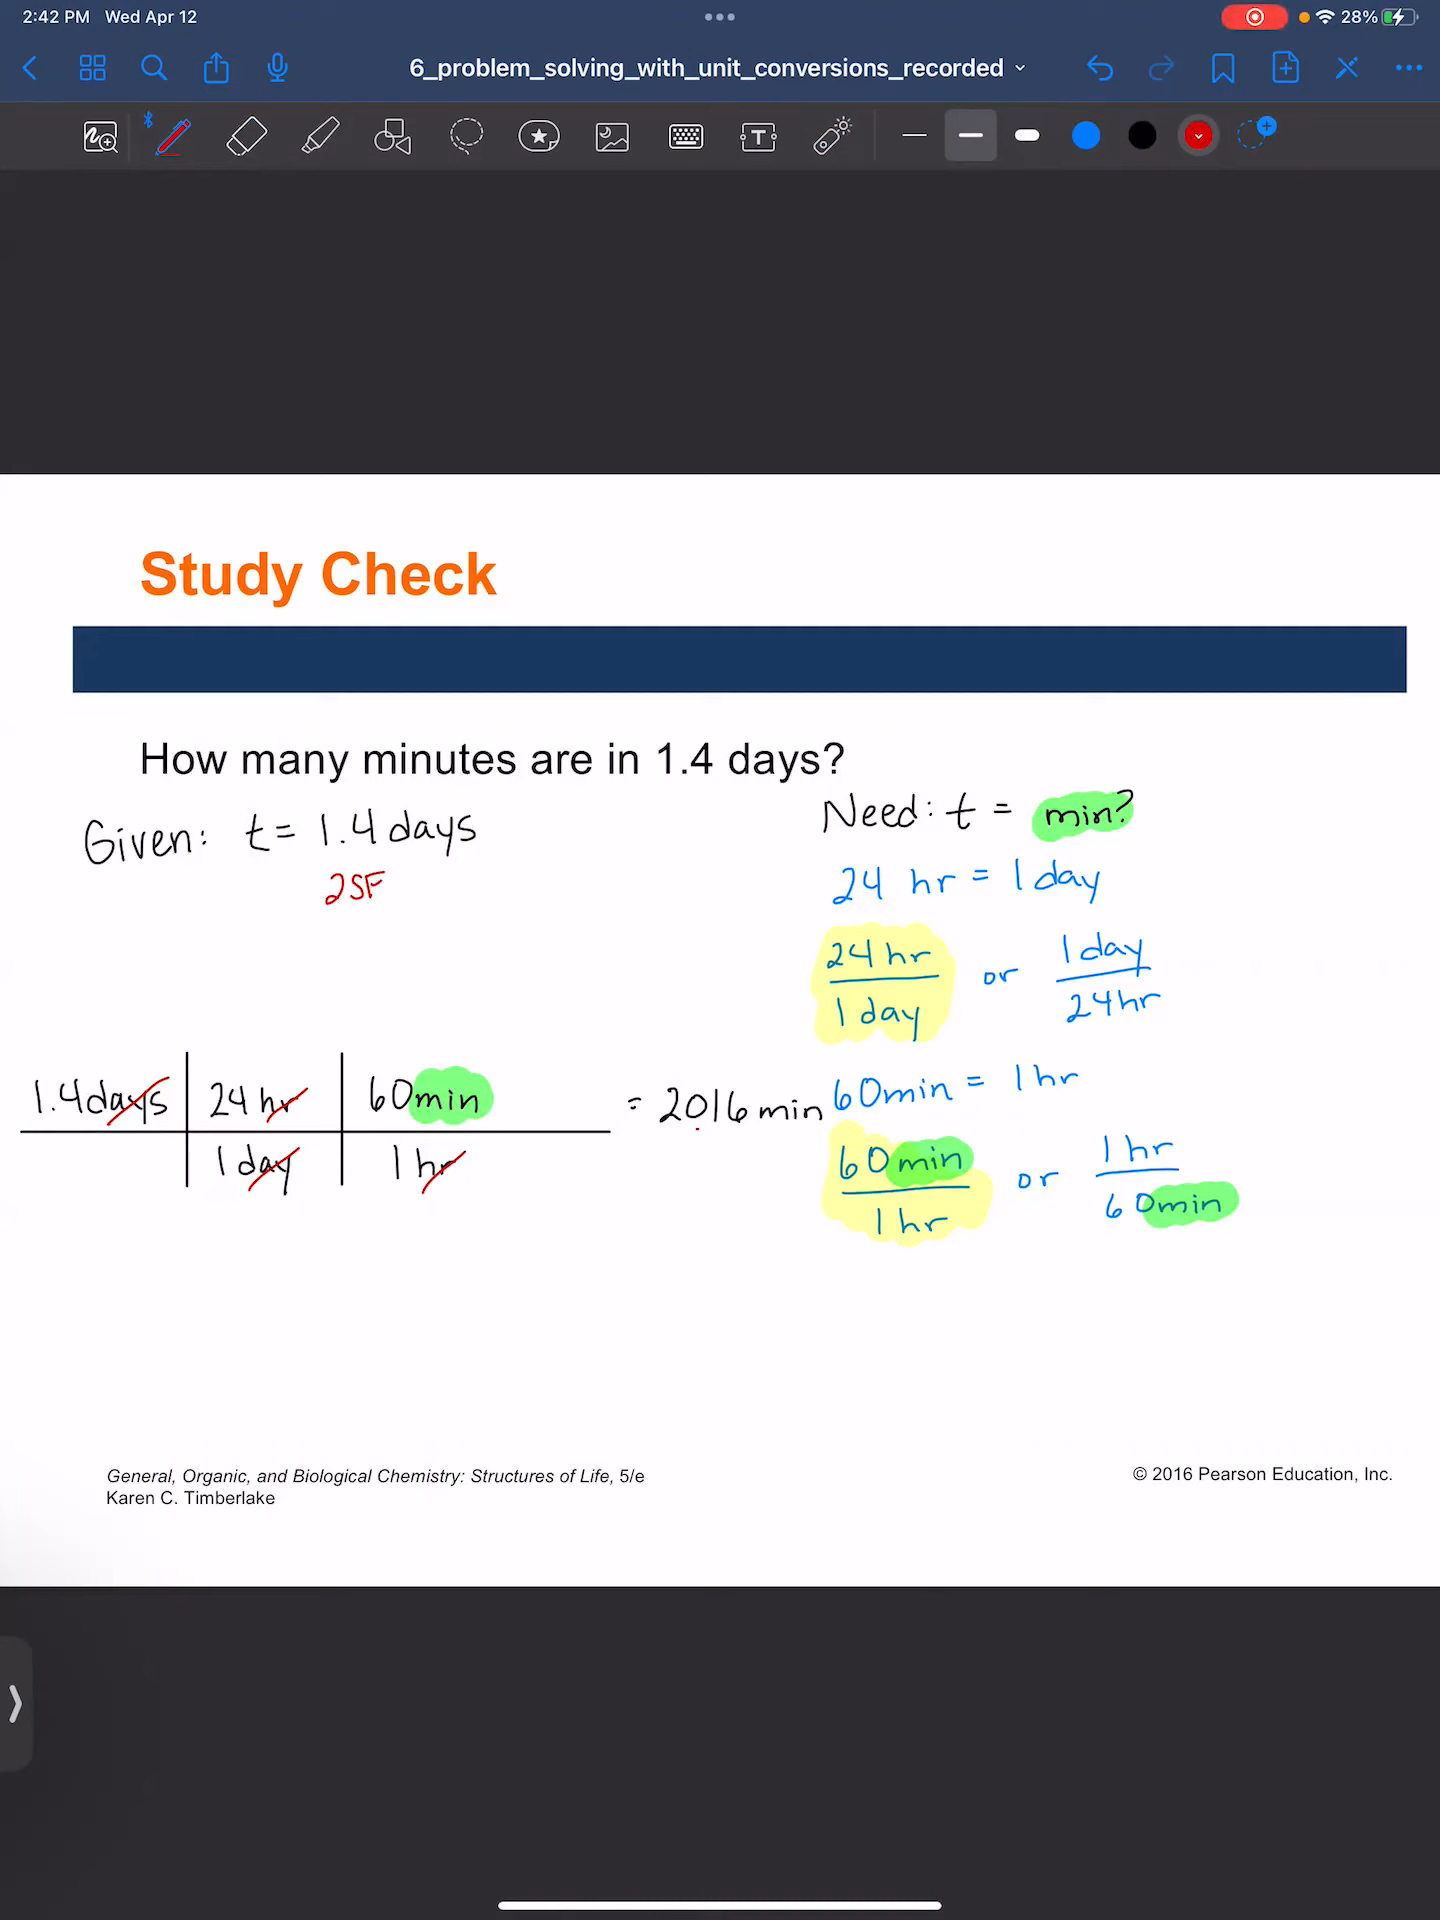 2:42 PM Wed Apr 12
28%
6_problem_solving_with_unit_conversions_recorded
T
Study Check
How many minutes are in 1.4 days?
Given: t = 1.4 days
2SF
Need: t = min?
24 hr = 1 day
24 hr
1 day
or
1 day
24 hr
60 min = 1 hr
60 min
1 hr
or
1 hr
60 min
1.4 days | 24 hr | 60 min
1 day | 1 hr
= 2016 min
General, Organic, and Biological Chemistry: Structures of Life, 5/e
Karen C. Timberlake
© 2016 Pearson Education, Inc.